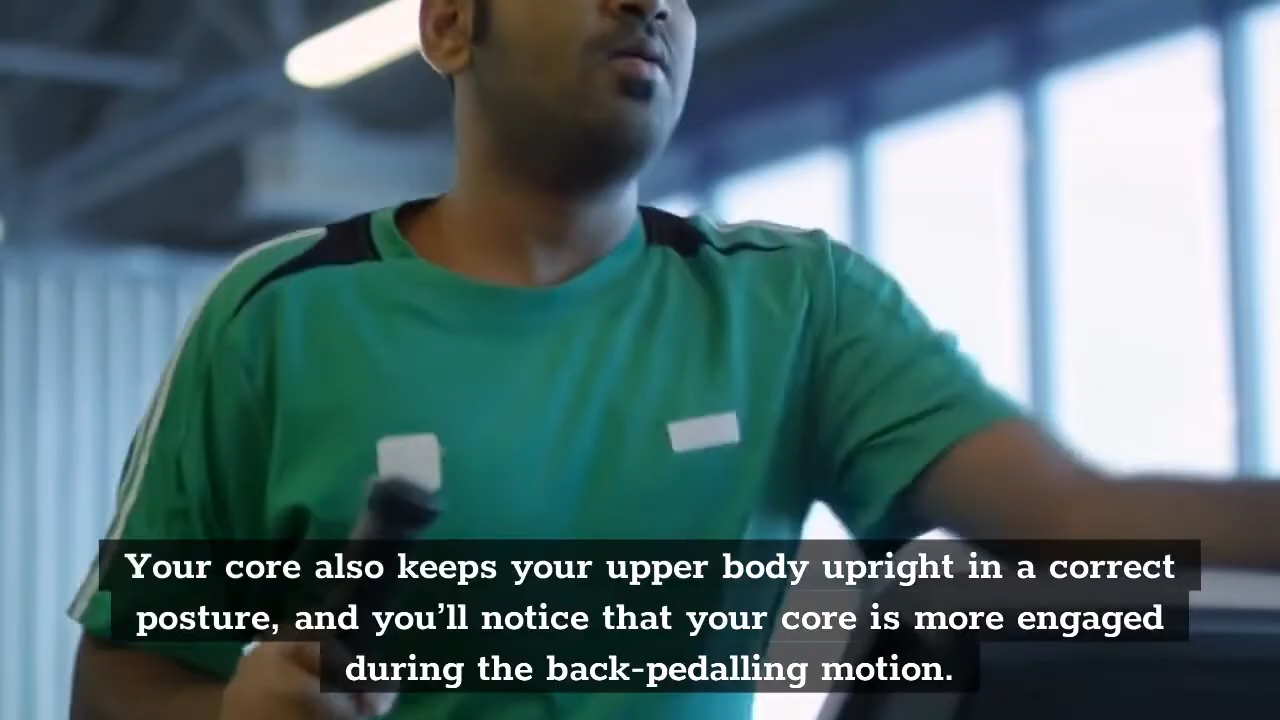 Your core also keeps your upper body upright in a correct
posture, and you’ll notice that your core is more engaged
during the back-pedalling motion.